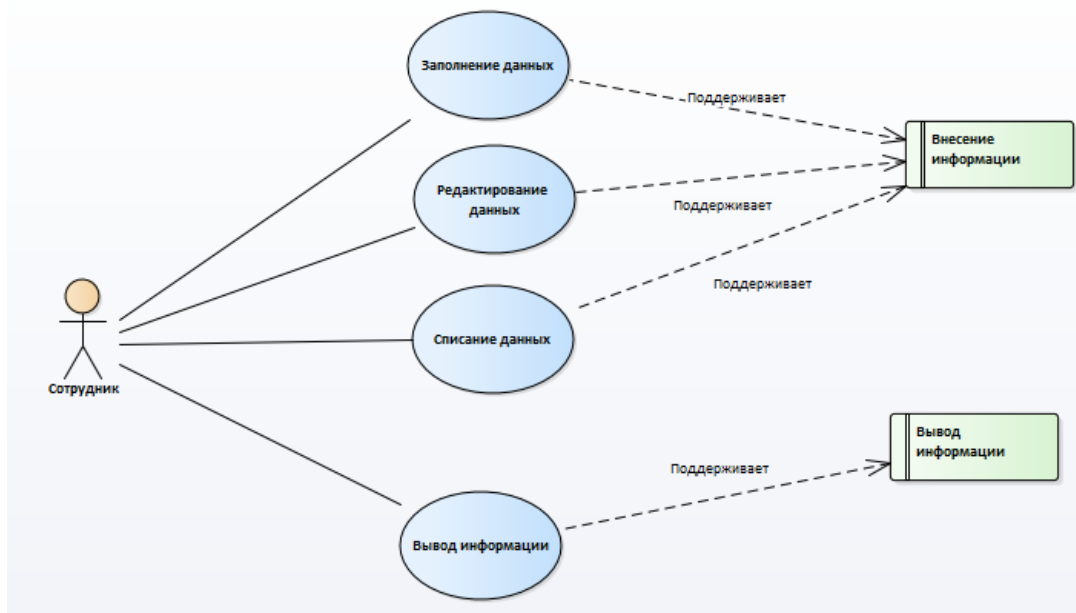 Заполнение данных
Поддерживает
Внесение
информации
Редактирование
данных
Поддерживает
Поддерживает
Списание данных
Сотрудник
Вывод
информации
Поддерживает
Вывод информации